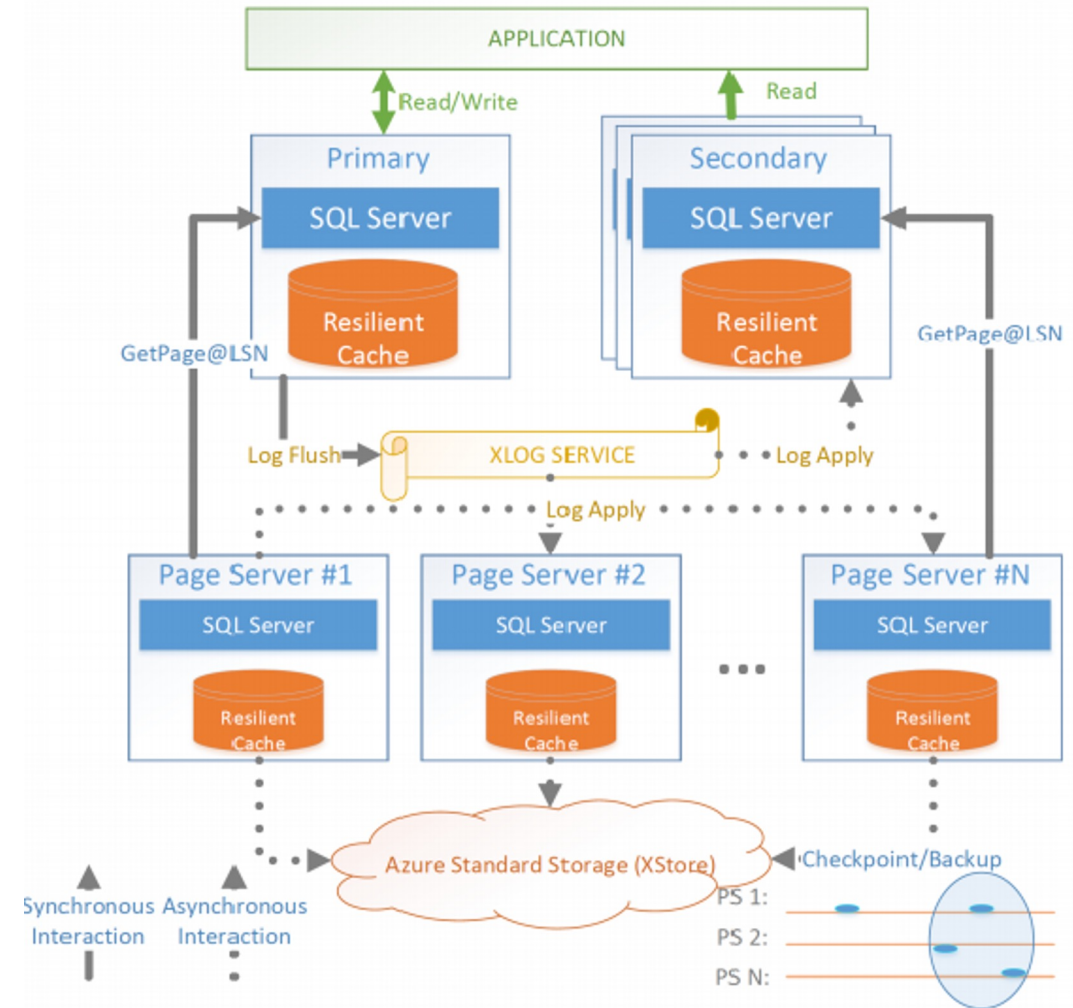 APPLICATION
Read/Write
Read
Primary
Secondary
SQL Server
SQL Server
Resilient
Cache
Resilient
Cache
GetPage@LSN
GetPage@LSN
Log Flush
XLOG SERVICE
Log Apply
Log Apply
Page Server #1
Page Server #2
Page Server #N
SQL Server
SQL Server
SQL Server
Resilient
Cache
Resilient
Cache
Resilient
Cache
Azure Standard Storage (XStore)
Checkpoint/Backup
Synchronous
Interaction
Asynchronous
Interaction
PS 1:
PS 2:
PS N: